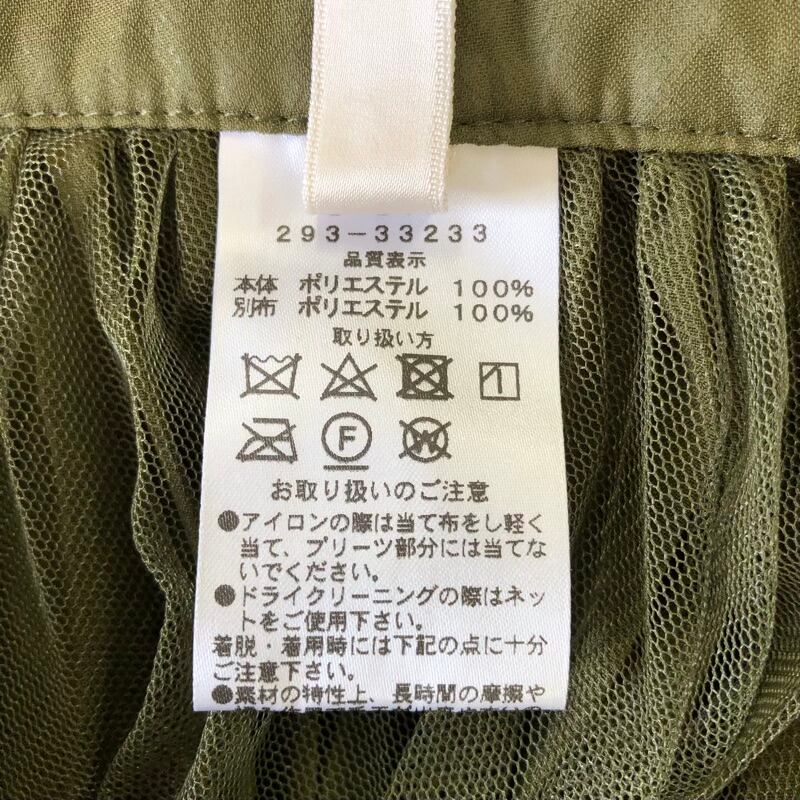 293-33233
品質表示
本体 ポリエステル 100%
別布 ポリエステル 100%
取り扱い方
F
W
お取り扱いのご注意
●アイロンの際は当て布をし軽く
当て、プリーツ部分には当てな
いでください。
●ドライクリーニングの際はネッ
トをご使用下さい。
着脱・着用時には下記の点に十分
ご注意下さい。
●素材の特性上、長時間の摩擦や